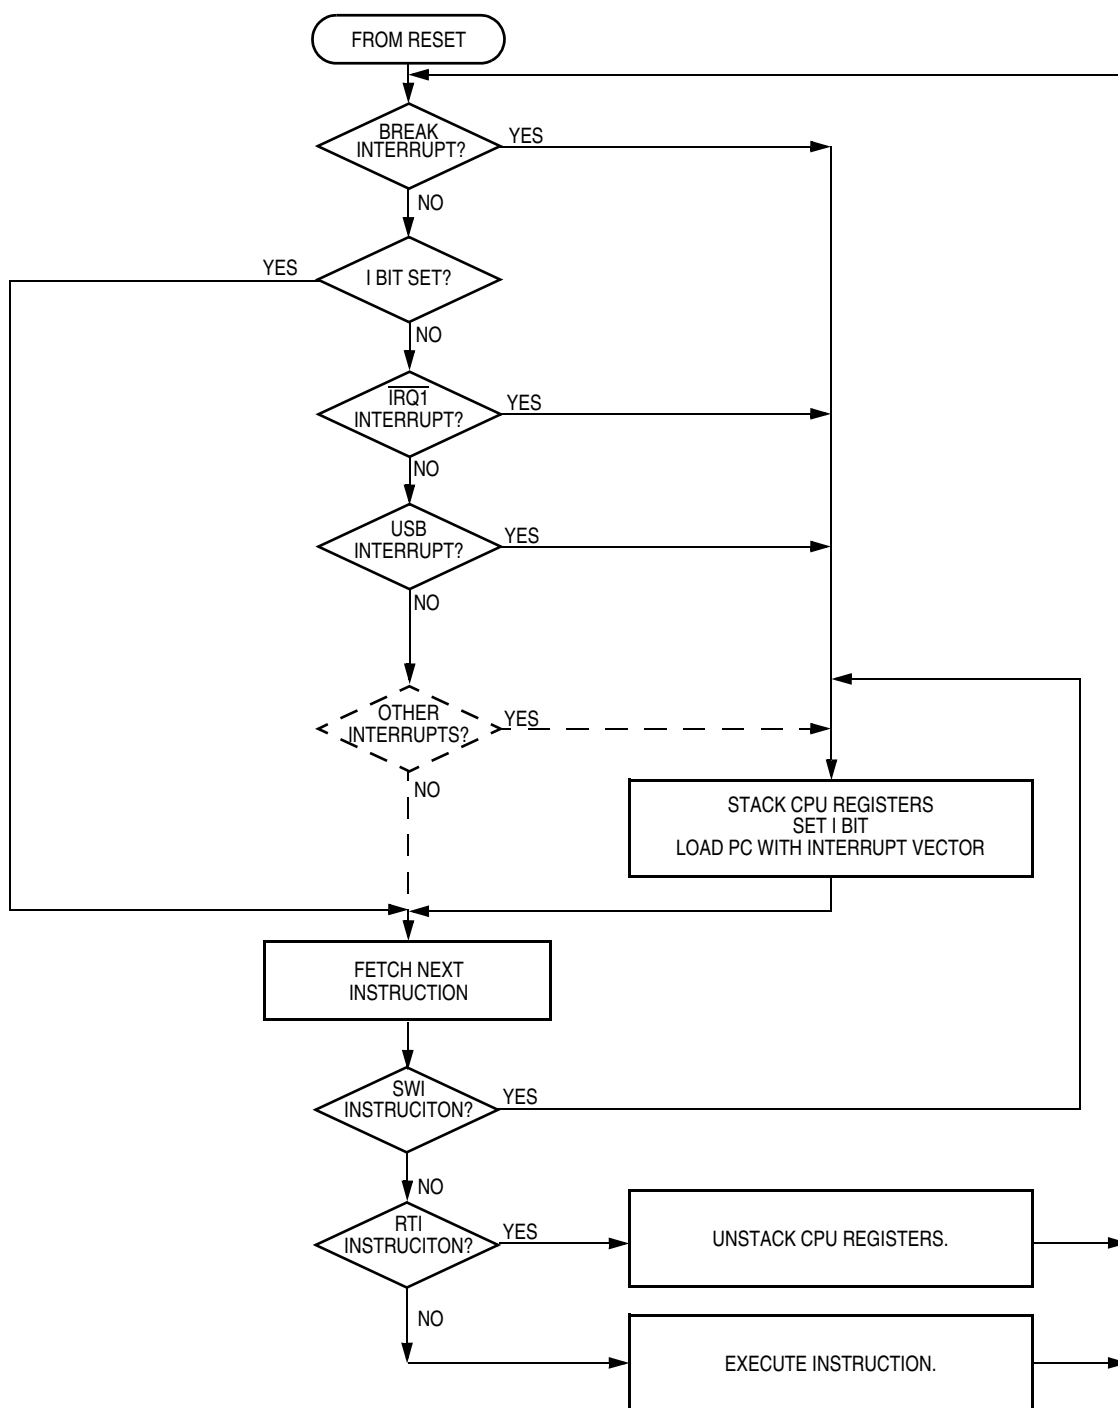 FROM RESET
BREAK
INTERRUPT?
YES
NO
YES
I BIT SET?
NO
IRQ1
INTERRUPT?
YES
NO
USB
INTERRUPT?
YES
NO
OTHER
INTERRUPTS?
YES
NO
STACK CPU REGISTERS
SET I BIT
LOAD PC WITH INTERRUPT VECTOR
FETCH NEXT
INSTRUCTION
SWI
INSTRUCITON?
YES
NO
RTI
INSTRUCITON?
YES
UNSTACK CPU REGISTERS.
NO
EXECUTE INSTRUCTION.